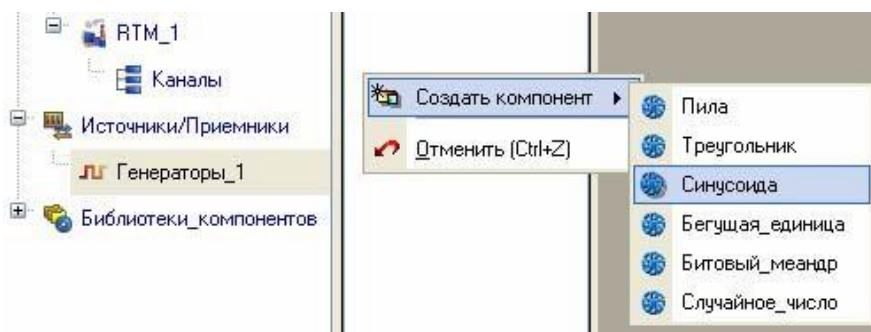 RTM_1
Каналы
Источники/Приемники
Генераторы_1
Библиотеки_компонентов
Создать компонент
Отменить (Ctrl+Z)
Пила
Треугольник
Синусоида
Бегущая_единица
Битовый_меандр
Случайное_число